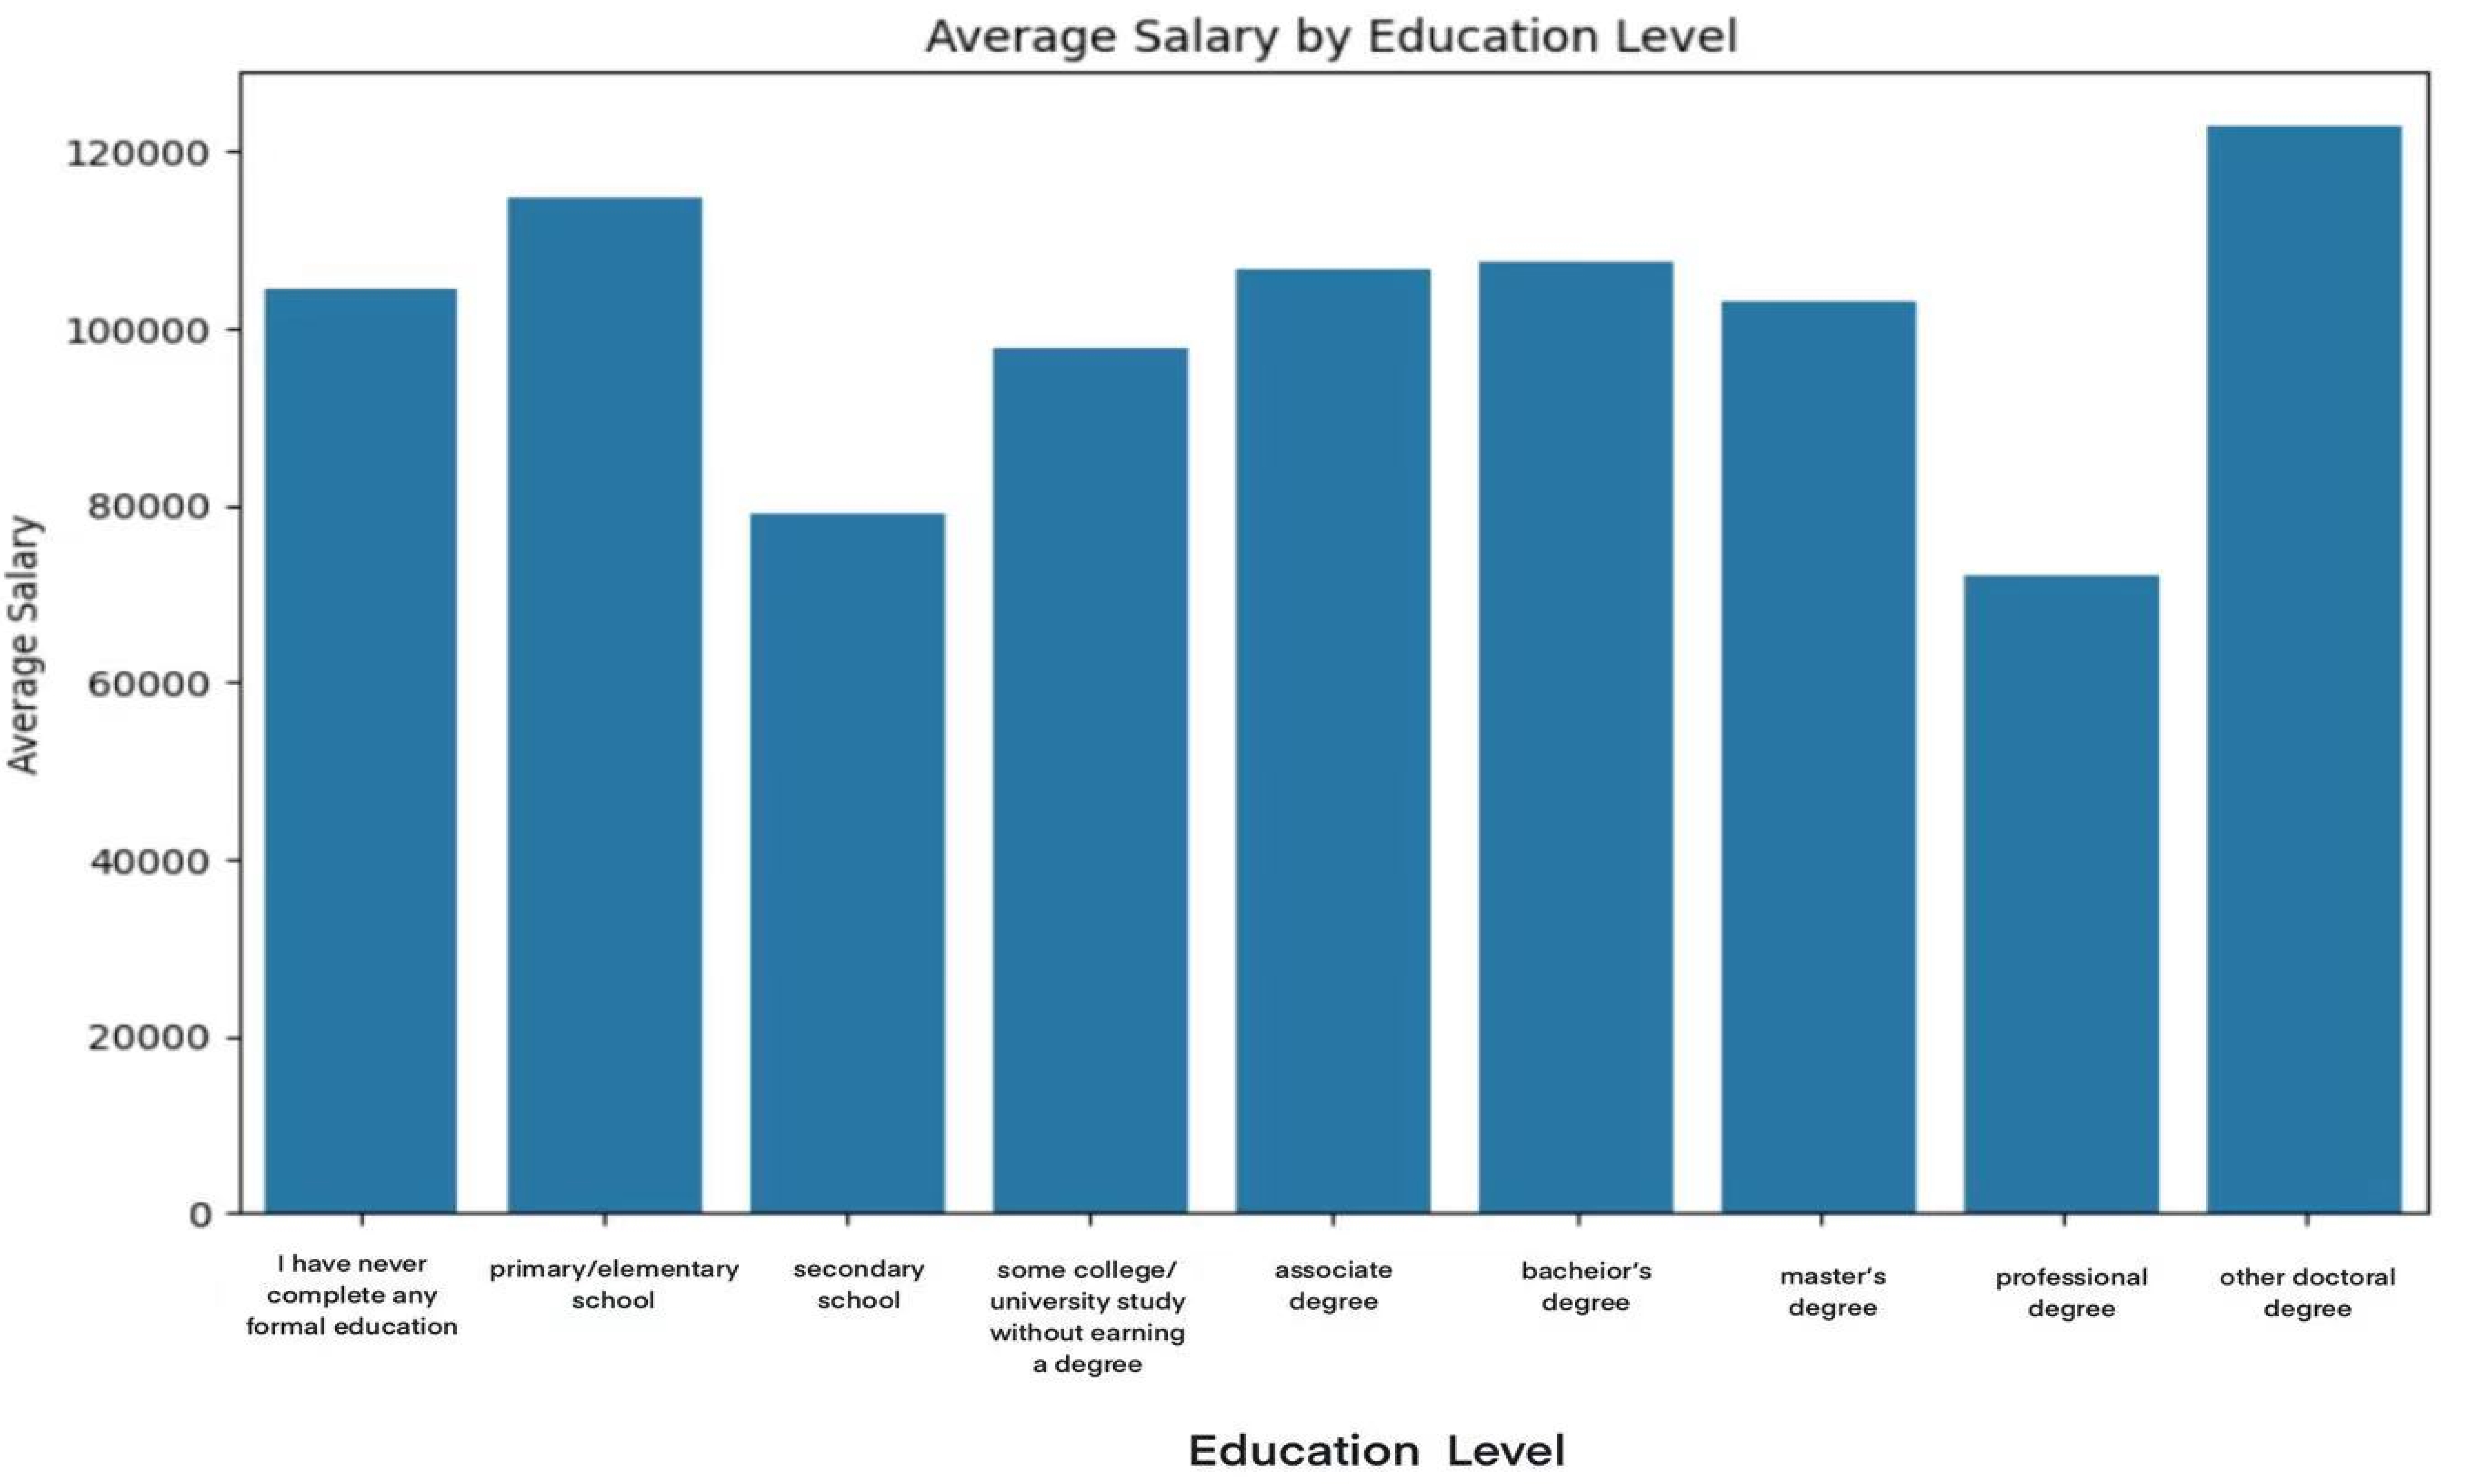 Average Salary by Education Level
120000
100000
80000
60000
40000
20000
0
Average Salary
I have never
complete any
formal education
primary/elementary
school
secondary
school
some college/
university study
without earning
a degree
associate
degree
bacheior's
degree
master's
degree
professional
degree
other doctoral
degree
Education Level